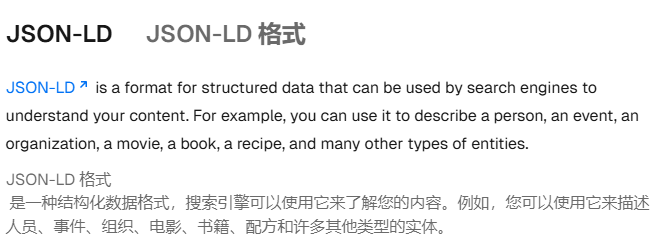 JSON-LD JSON-LD 格式
JSON-LD is a format for structured data that can be used by search engines to
understand your content. For example, you can use it to describe a person, an event, an
organization, a movie, a book, a recipe, and many other types of entities.
JSON-LD 格式
是一种结构化数据格式，搜索引擎可以使用它来了解您的内容。例如，您可以使用它来描述
人员、事件、组织、电影、书籍、配方和许多其他类型的实体。